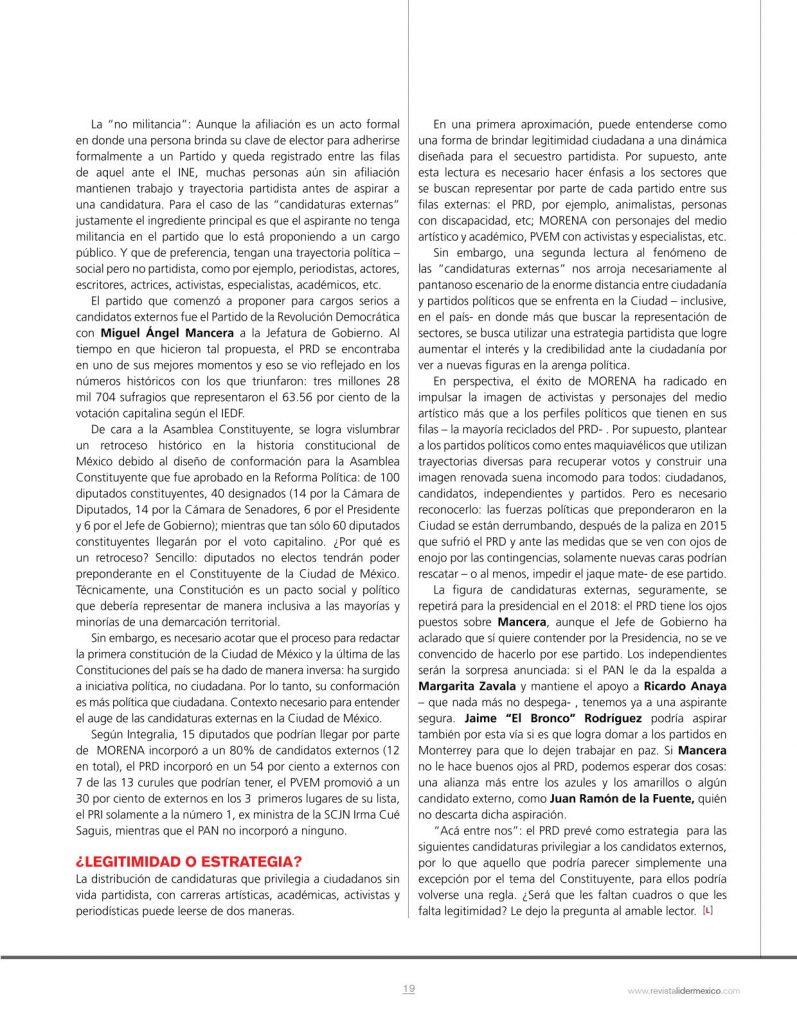 La “no militancia”: Aunque la afiliación es un acto formal
en donde una persona brinda su clave de elector para adherirse
formalmente a un Partido y queda registrado entre las filas
de aquel ante el INE, muchas personas aún sin afiliación
mantienen trabajo y trayectoria partidista antes de aspirar a
una candidatura. Para el caso de las “candidaturas externas”
justamente el ingrediente principal es que el aspirante no tenga
militancia en el partido que lo está proponiendo a un cargo
público. Y que de preferencia, tengan una trayectoria política –
social pero no partidista, como por ejemplo, periodistas, actores,
escritores, actrices, activistas, especialistas, académicos, etc.
El partido que comenzó a proponer para cargos serios a
candidatos externos fue el Partido de la Revolución Democrática
con Miguel Ángel Mancera a la Jefatura de Gobierno. Al
tiempo en que hicieron tal propuesta, el PRD se encontraba
en uno de sus mejores momentos y eso se vio reflejado en los
números históricos con los que triunfaron: tres millones 28
mil 704 sufragios que representaron el 63.56 por ciento de la
votación capitalina según el IEDF.
De cara a la Asamblea Constituyente, se logra vislumbrar
un retroceso histórico en la historia constitucional de
México debido al diseño de conformación para la Asamblea
Constituyente que fue aprobado en la Reforma Política: de 100
diputados constituyentes, 40 designados (14 por la Cámara de
Diputados, 14 por la Cámara de Senadores, 6 por el Presidente
y 6 por el Jefe de Gobierno); mientras que tan sólo 60 diputados
constituyentes llegarán por el voto capitalino. ¿Por qué es
un retroceso? Sencillo: diputados no electos tendrán poder
preponderante en el Constituyente de la Ciudad de México.
Técnicamente, una Constitución es un pacto social y político
que debería representar de manera inclusiva a las mayorías y
minorías de una demarcación territorial.
Sin embargo, es necesario acotar que el proceso para redactar
la primera constitución de la Ciudad de México y la última de las
Constituciones del país se ha dado de manera inversa: ha surgido
a iniciativa política, no ciudadana. Por lo tanto, su conformación
es más política que ciudadana. Contexto necesario para entender
el auge de las candidaturas externas en la Ciudad de México.
Según Integralia, 15 diputados que podrían llegar por parte
de MORENA incorporó a un 80% de candidatos externos (12
en total), el PRD incorporó en un 54 por ciento a externos con
7 de las 13 curules que podrían tener, el PVEM promovió a un
30 por ciento de externos en los 3 primeros lugares de su lista,
el PRI solamente a la número 1, ex ministra de la SCJN Irma Cué
Saguis, mientras que el PAN no incorporó a ninguno.
¿LEGITIMIDAD O ESTRATEGIA?
La distribución de candidaturas que privilegia a ciudadanos sin
vida partidista, con carreras artísticas, académicas, activistas y
periodísticas puede leerse de dos maneras.
En una primera aproximación, puede entenderse como
una forma de brindar legitimidad ciudadana a una dinámica
diseñada para el secuestro partidista. Por supuesto, ante
esta lectura es necesario hacer énfasis a los sectores que
se buscan representar por parte de cada partido entre sus
filas externas: el PRD, por ejemplo, animalistas, personas
con discapacidad, etc; MORENA con personajes del medio
artístico y académico, PVEM con activistas y especialistas, etc.
Sin embargo, una segunda lectura al fenómeno de
las “candidaturas externas” nos arroja necesariamente al
pantanoso escenario de la enorme distancia entre ciudadanía
y partidos políticos que se enfrenta en la Ciudad – inclusive,
en el país- en donde más que buscar la representación de
sectores, se busca utilizar una estrategia partidista que logre
aumentar el interés y la credibilidad ante la ciudadanía por
ver a nuevas figuras en la arenga política.
En perspectiva, el éxito de MORENA ha radicado en
impulsar la imagen de activistas y personajes del medio
artístico más que a los perfiles políticos que tienen en sus
filas – la mayoría reciclados del PRD- . Por supuesto, plantear
a los partidos políticos como entes maquiavélicos que utilizan
trayectorias diversas para recuperar votos y construir una
imagen renovada suena incomodo para todos: ciudadanos,
candidatos, independientes y partidos. Pero es necesario
reconocerlo: las fuerzas políticas que preponderaron en la
Ciudad se están derrumbando, después de la paliza en 2015
que sufrió el PRD y ante las medidas que se ven con ojos de
enojo por las contingencias, solamente nuevas caras podrían
rescatar – o al menos, impedir el jaque mate- de ese partido.
La figura de candidaturas externas, seguramente, se
repetirá para la presidencial en el 2018: el PRD tiene los ojos
puestos sobre Mancera, aunque el Jefe de Gobierno ha
aclarado que sí quiere contender por la Presidencia, no se ve
convencido de hacerlo por ese partido. Los independientes
serán la sorpresa anunciada: si el PAN le da la espalda a
Margarita Zavala y mantiene el apoyo a Ricardo Anaya
– que nada más no despega- , tenemos ya a una aspirante
segura. Jaime “El Bronco” Rodríguez podría aspirar
también por esta vía si es que logra domar a los partidos en
Monterrey para que lo dejen trabajar en paz. Si Mancera
no le hace buenos ojos al PRD, podemos esperar dos cosas:
una alianza más entre los azules y los amarillos o algún
candidato externo, como Juan Ramón de la Fuente, quién
no descarta dicha aspiración.
“Acá entre nos”: el PRD prevé como estrategia para las
siguientes candidaturas privilegiar a los candidatos externos,
por lo que aquello que podría parecer simplemente una
excepción por el tema del Constituyente, para ellos podría
volverse una regla. ¿Será que les faltan cuadros o que les
falta legitimidad? Le dejo la pregunta al amable lector. [L]
19
www.revistalidermexico.com